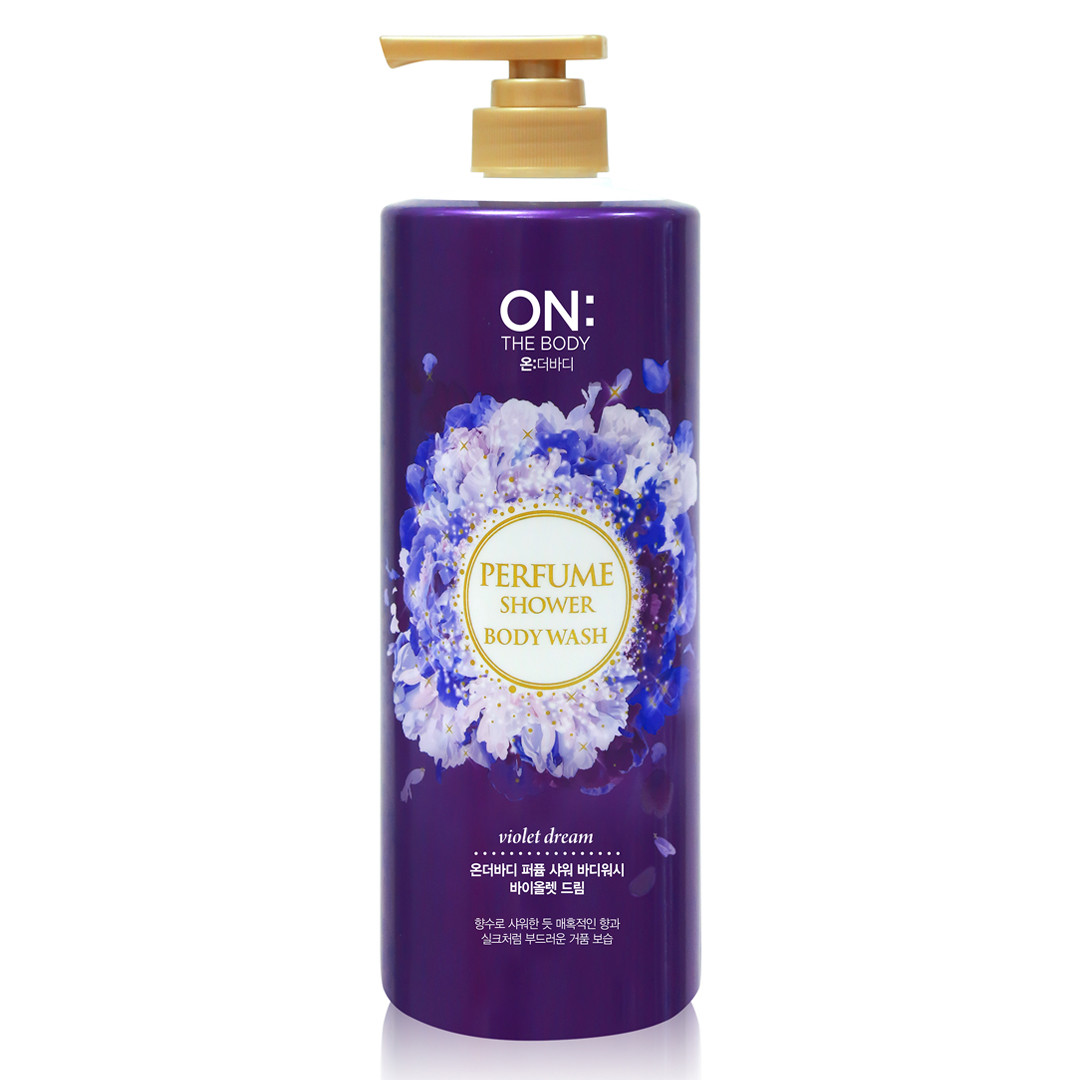 ON:
THE BODY
온:더바디
PERFUME
SHOWER
BODY WASH
violet dream
온더바디 퍼퓸 샤워 바디워시
바이올렛 드림
향수로 샤워한 듯 매혹적인 향과
실크처럼 부드러운 거품 보습